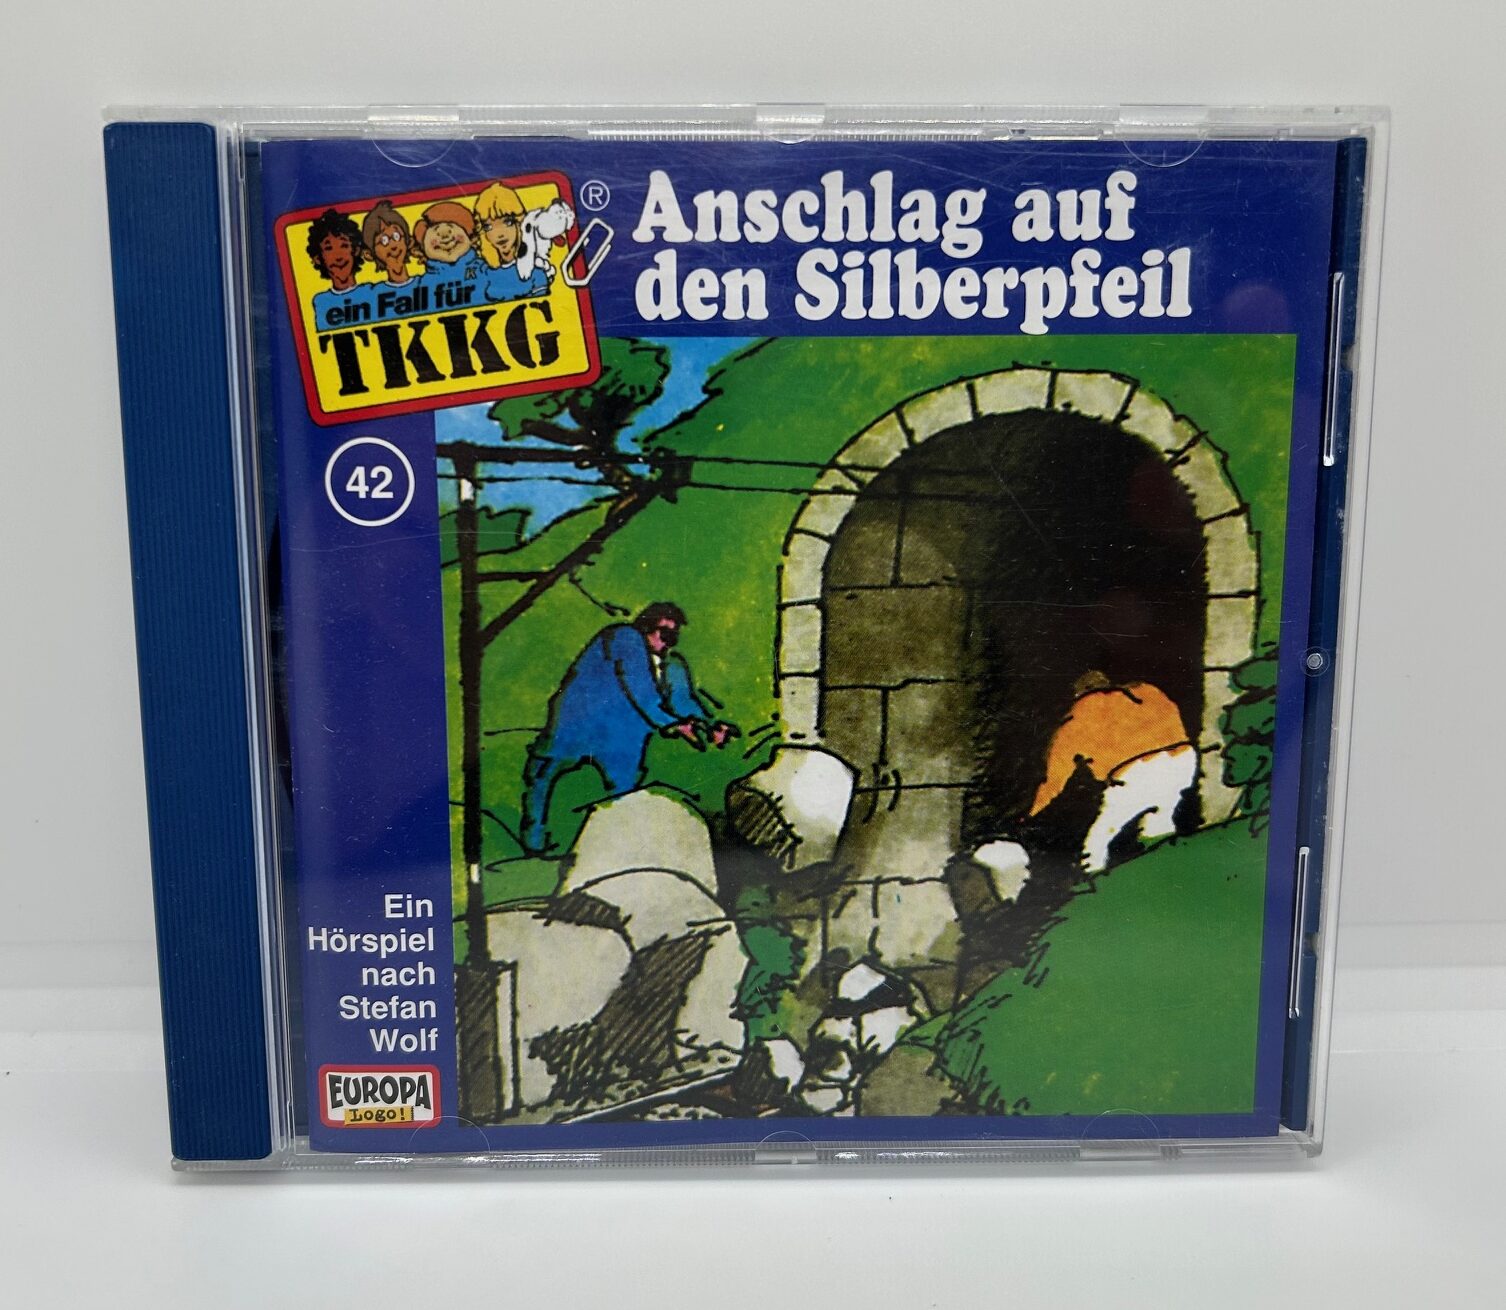 ein Fall für
TKKG
®
Anschlag auf
den Silberpfeil
42
Ein
Hörspiel
nach
Stefan
Wolf
EUROPA
Logo!